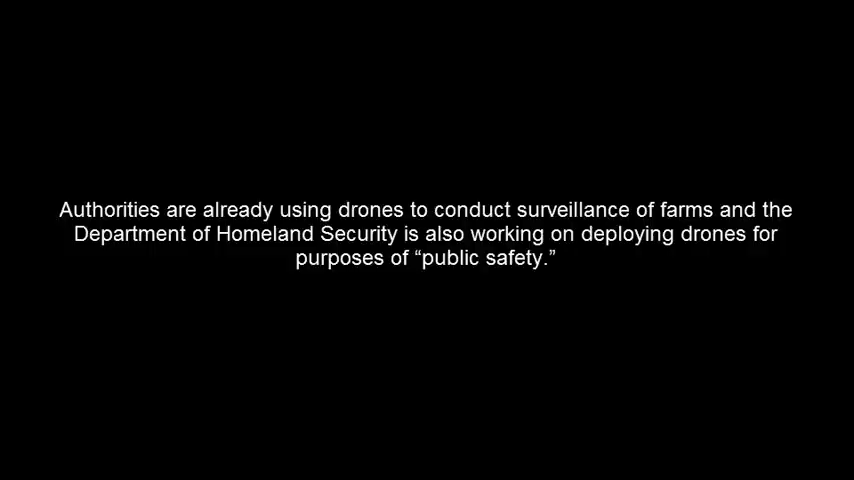 Authorities are already using drones to conduct surveillance of farms and the
Department of Homeland Security is also working on deploying drones for
purposes of “public safety.”